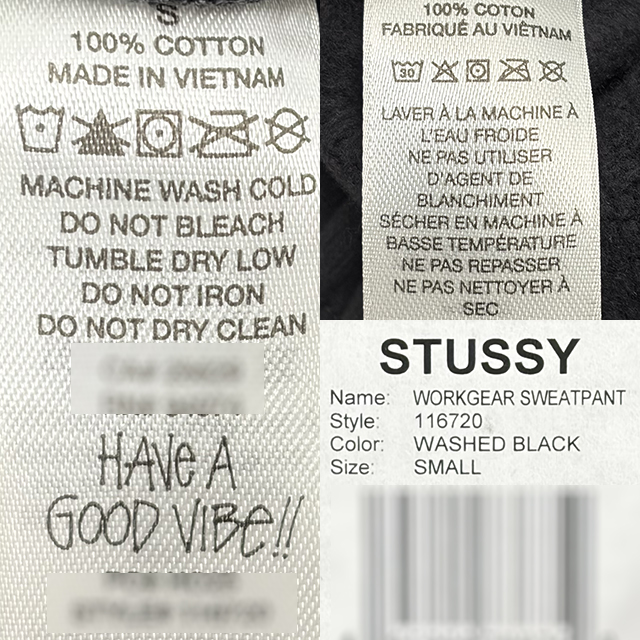 S
100% COTTON
MADE IN VIETNAM
MACHINE WASH COLD
DO NOT BLEACH
TUMBLE DRY LOW
DO NOT IRON
DO NOT DRY CLEAN
HAVE A
GOOD VIBE!!
100% COTON
FABRIQUÉ AU VIÊTNAM
30
LAVER À LA MACHINE À
L'EAU FROIDE
NE PAS UTILISER
D'AGENT DE
BLANCHIMENT
SÉCHER EN MACHINE À
BASSE TEMPÉRATURE
NE PAS REPASSER
NE PAS NETTOYER À
SEC
STUSSY
Name: WORKGEAR SWEATPANT
Style: 116720
Color: WASHED BLACK
Size: SMALL